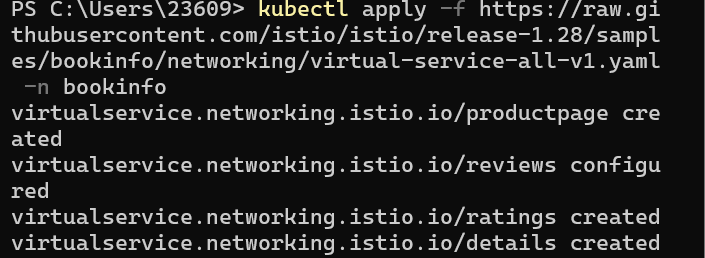 PS C:\Users\23609> kubectl apply -f https://raw.gi
thubusercontent.com/istio/istio/release-1.28/sampl
es/bookinfo/networking/virtual-service-all-v1.yaml
 -n bookinfo
virtualservice.networking.istio.io/productpage cre
ated
virtualservice.networking.istio.io/reviews configu
red
virtualservice.networking.istio.io/ratings created
virtualservice.networking.istio.io/details created